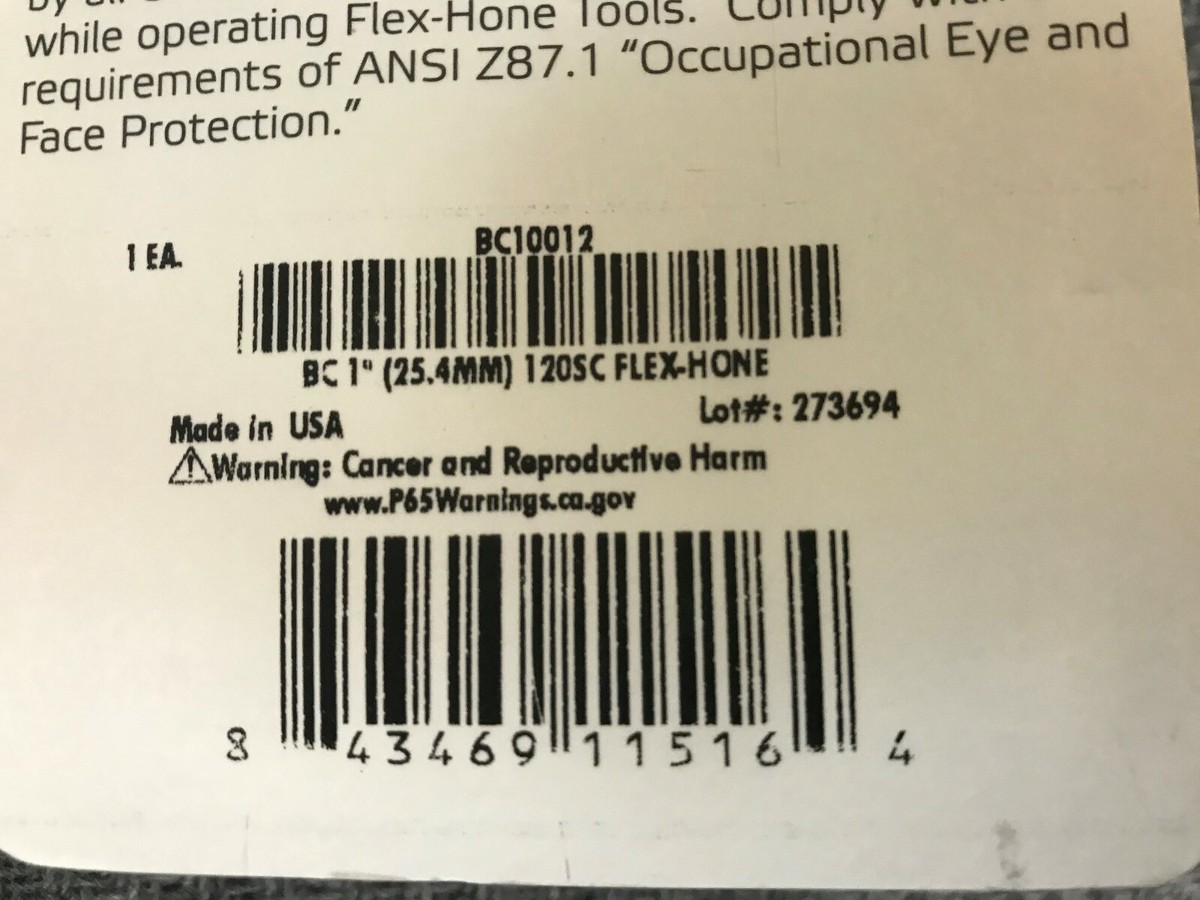 while operating Flex-Hone Tools. Comply
requirements of ANSI Z87.1 "Occupational Eye and
Face Protection."
1 EA.
BC10012
BC 1" (25.4MM) 120SC FLEX-HONE
Made in USA
Lot#: 273694
⚠Warning: Cancer and Reproductive Harm
www.P65Warnings.ca.gov
8 43469 11516 4